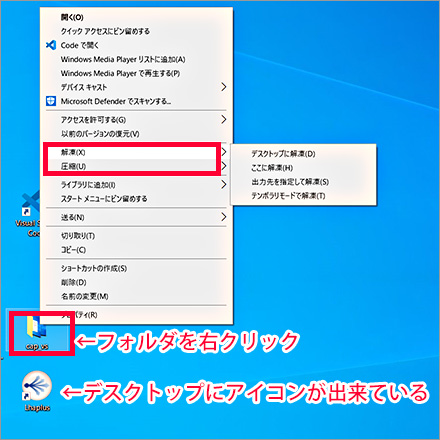 開く(O)
クイック アクセスにピン留めする
Code で開く
Windows Media Player リストに追加(A)
Windows Media Player で再生する(P)
デバイス キャスト
Microsoft Defender でスキャンする...
アクセスを許可する(G)
以前のバージョンの復元(V)
解凍(X)
圧縮(U)
デスクトップに解凍(D)
ここに解凍(H)
出力先を指定して解凍(S)
テンポラリモードで解凍(T)
ライブラリに追加(I)
スタート メニューにピン留めする
送る(N)
切り取り(T)
コピー(C)
ショートカットの作成(S)
削除(D)
名前の変更(M)
プロパティ(R)
Visual S
Code
cap vs
←フォルダを右クリック
Lhaplus
←デスクトップにアイコンが出来ている